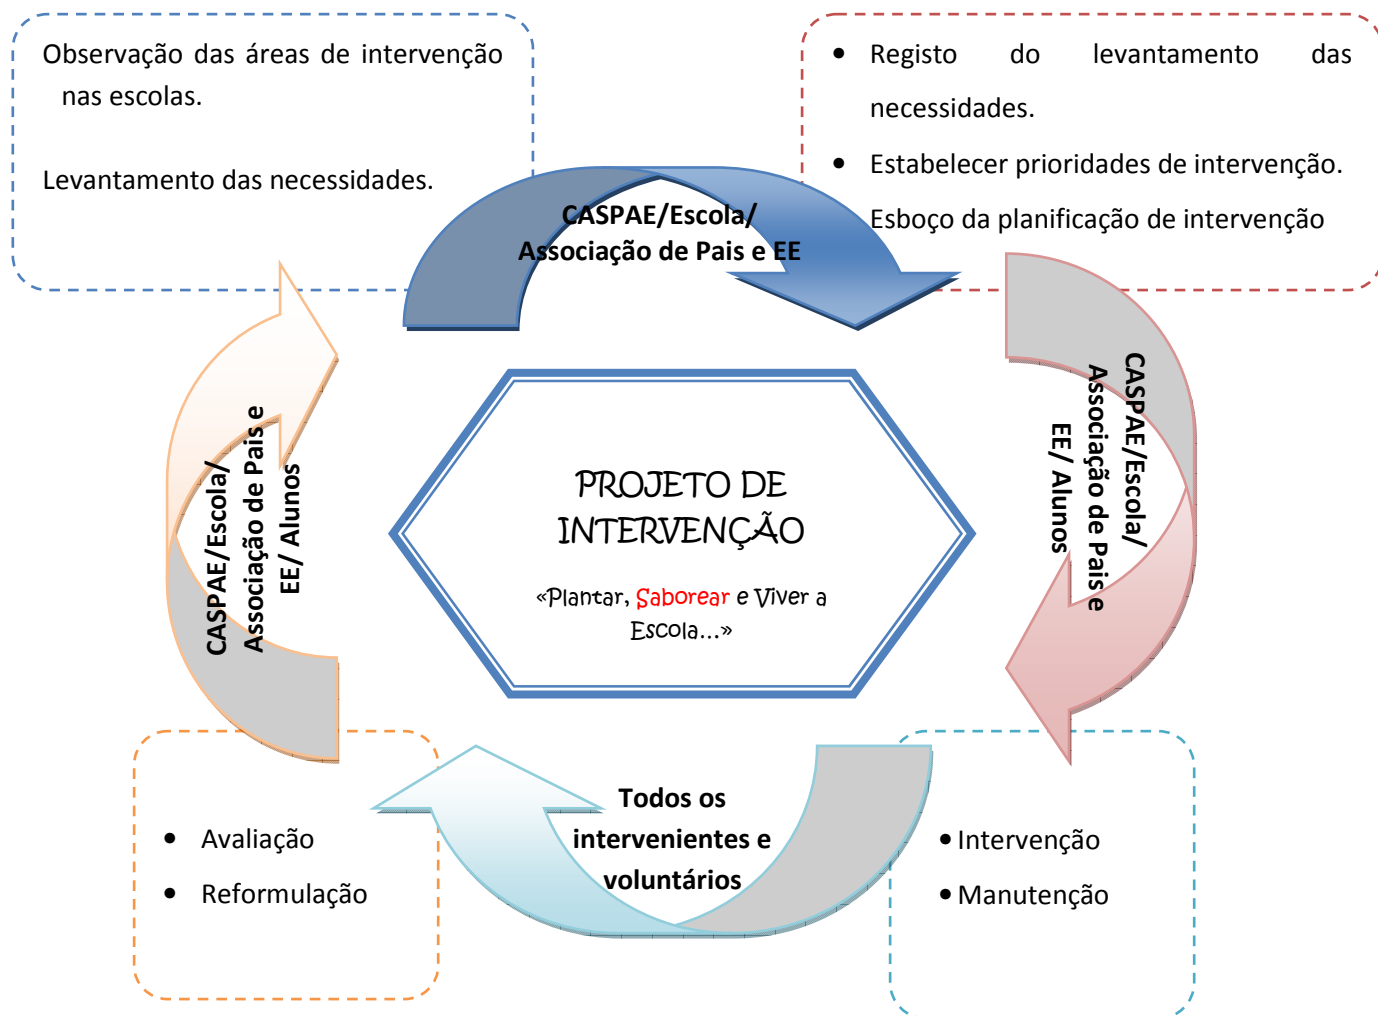 Observação das áreas de intervenção
nas escolas.
Levantamento das necessidades.
• Registo do levantamento das
necessidades.
• Estabelecer prioridades de intervenção.
Esboço da planificação de intervenção
CASPAE/Escola/
Associação de Pais e EE
CASPAE/Escola/
Associação de Pais e
EE/ Alunos
PROJETO DE
INTERVENÇÃO
«Plantar, Saborear e Viver a
Escola...»
CASPAE/Escola/
Associação de Pais e
EE/ Alunos
Todos os
intervenientes e
voluntários
• Avaliação
• Reformulação
• Intervenção
• Manutenção